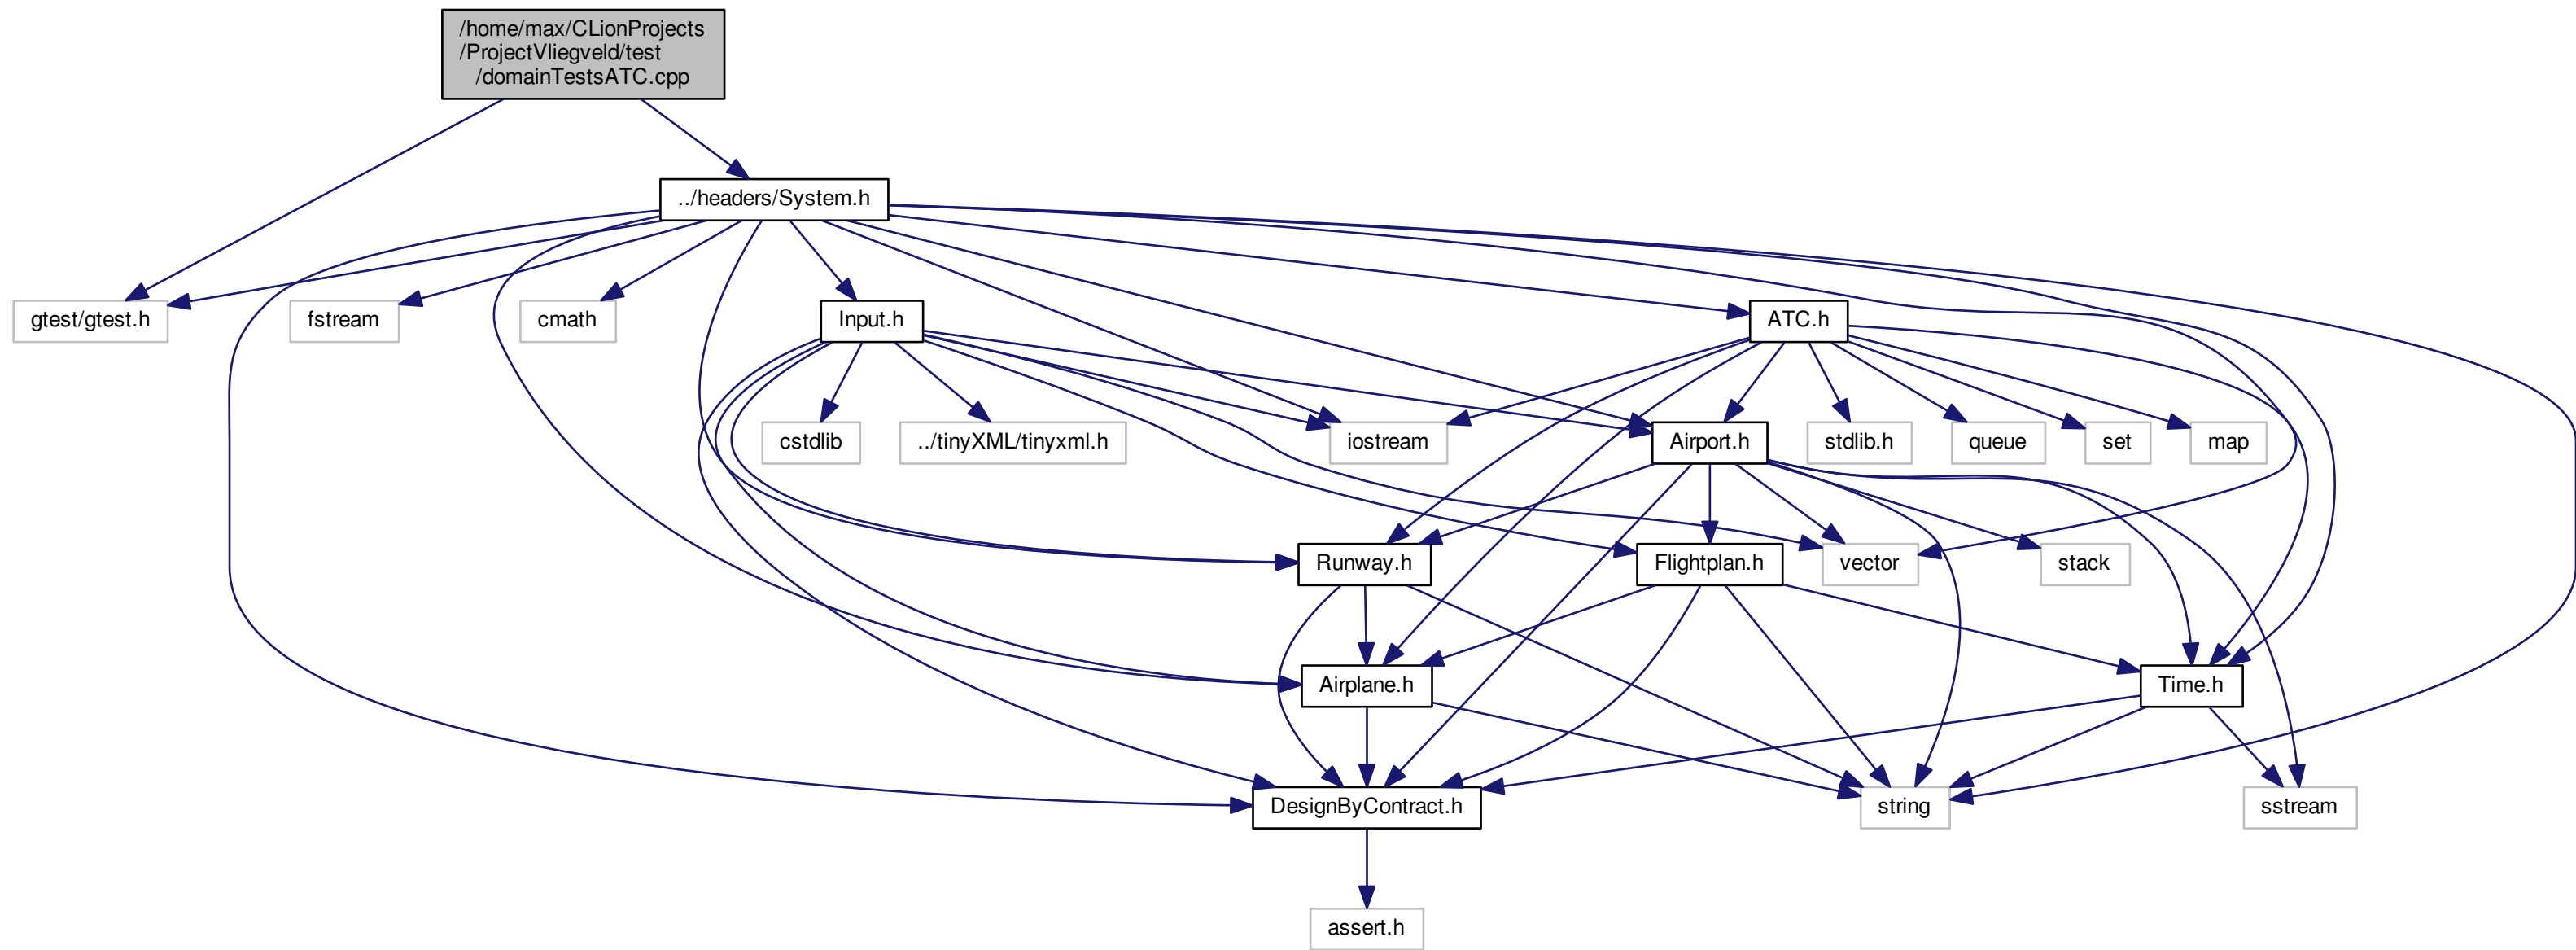 /home/max/CLionProjects
/ProjectVliegveld/test
/domainTestsATC.cpp
../headers/System.h
gtest/gtest.h
fstream
cmath
Input.h
ATC.h
cstdlib
../tinyXML/tinyxml.h
iostream
Airport.h
stdlib.h
queue
set
map
Runway.h
Flightplan.h
vector
stack
Airplane.h
Time.h
DesignByContract.h
string
sstream
assert.h